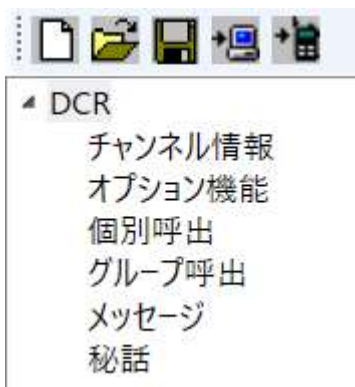 DCR
チャンネル情報
オプション機能
個別呼出
グループ呼出
メッセージ
秘話